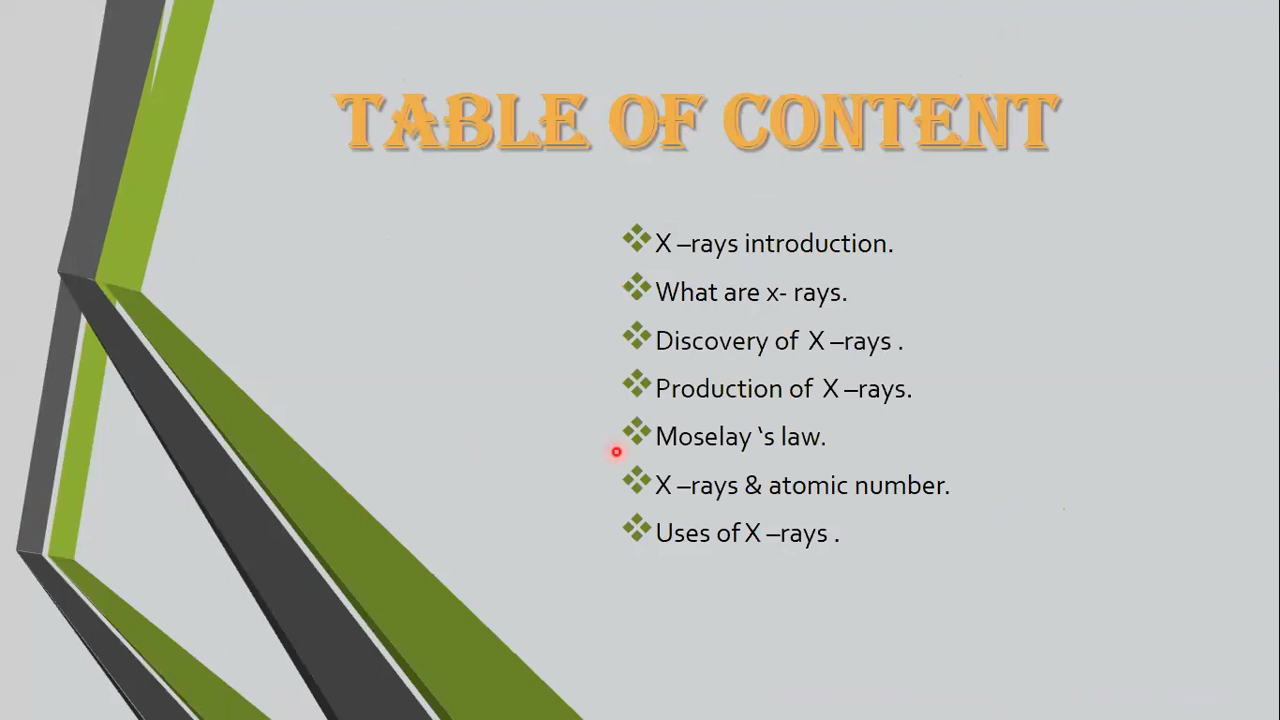 TABLE OF CONTENT
X –rays introduction.
What are x- rays.
Discovery of X –rays .
Production of X –rays.
Moselay ‘s law.
X –rays & atomic number.
Uses of X –rays .